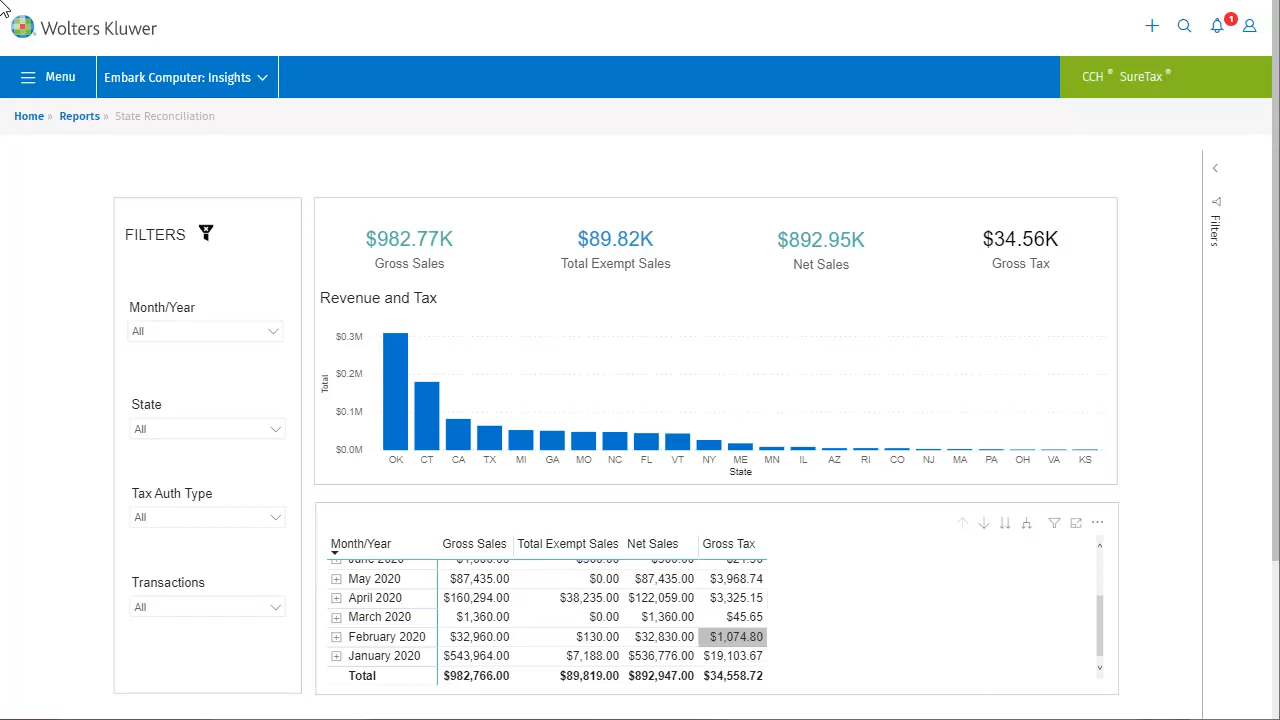 Wolters Kluwer
1
Menu
Embark Computer: Insights
CCH ® SureTax ®
Home » Reports » State Reconciliation
FILTERS
Month/Year
All
State
All
Tax Auth Type
All
Transactions
All
$982.77K $89.82K $892.95K $34.56K
Gross Sales Total Exempt Sales Net Sales Gross Tax
Revenue and Tax
Total
$0.3M
$0.2M
$0.1M
$0.0M
OK CT CA TX MI GA MO NC FL VT NY ME MN IL AZ RI CO NJ MA PA OH VA KS
State
Month/Year Gross Sales Total Exempt Sales Net Sales Gross Tax
June 2020
May 2020 $87,435.00 $0.00 $87,435.00 $3,968.74
April 2020 $160,294.00 $38,235.00 $122,059.00 $3,325.15
March 2020 $1,360.00 $0.00 $1,360.00 $45.65
February 2020 $32,960.00 $130.00 $32,830.00 $1,074.80
January 2020 $543,964.00 $7,188.00 $536,776.00 $19,103.67
Total $982,766.00 $89,819.00 $892,947.00 $34,558.72
Filters